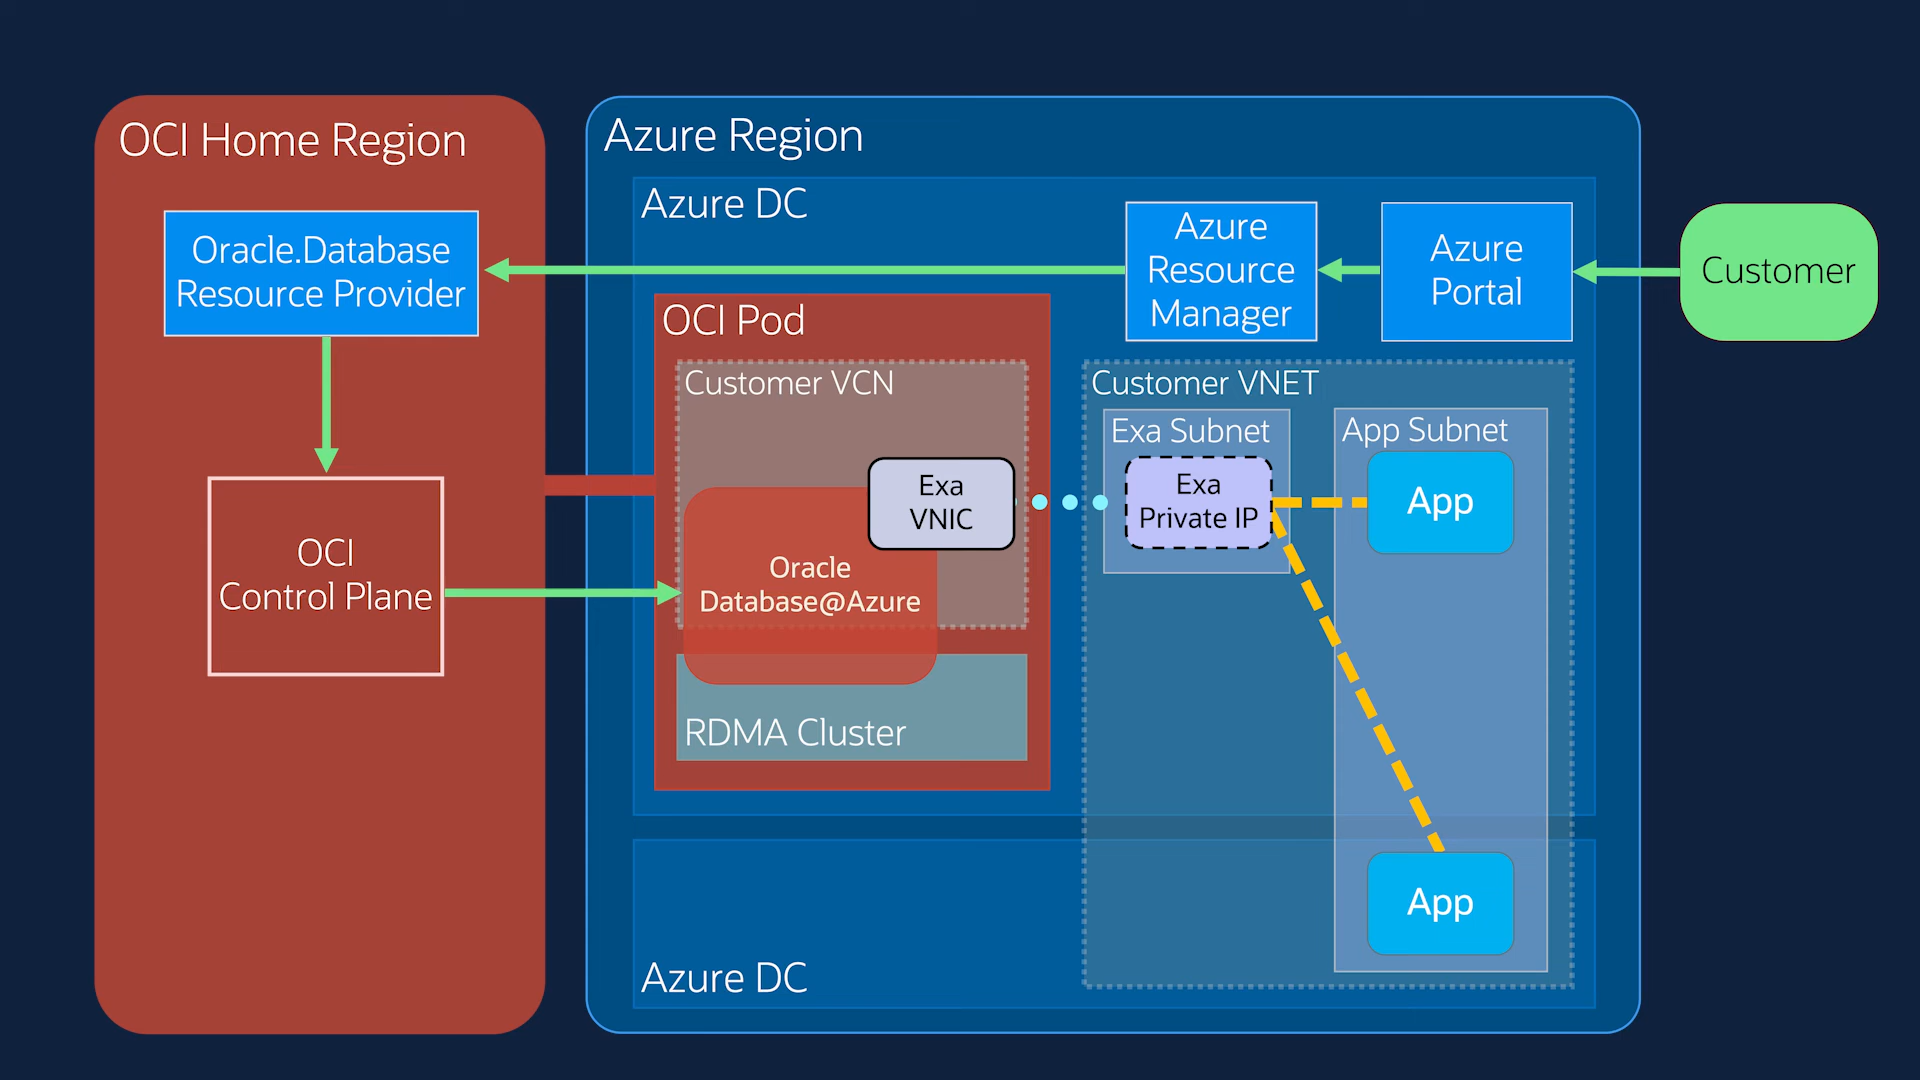 OCI Home Region
Oracle.Database
Resource Provider
OCI
Control Plane
Azure Region
Azure DC
Azure
Resource
Manager
Azure
Portal
Customer
OCI Pod
Customer VCN
Exa
VNIC
Oracle
Database@Azure
RDMA Cluster
Customer VNET
Exa Subnet
Exa
Private IP
App Subnet
App
App
Azure DC